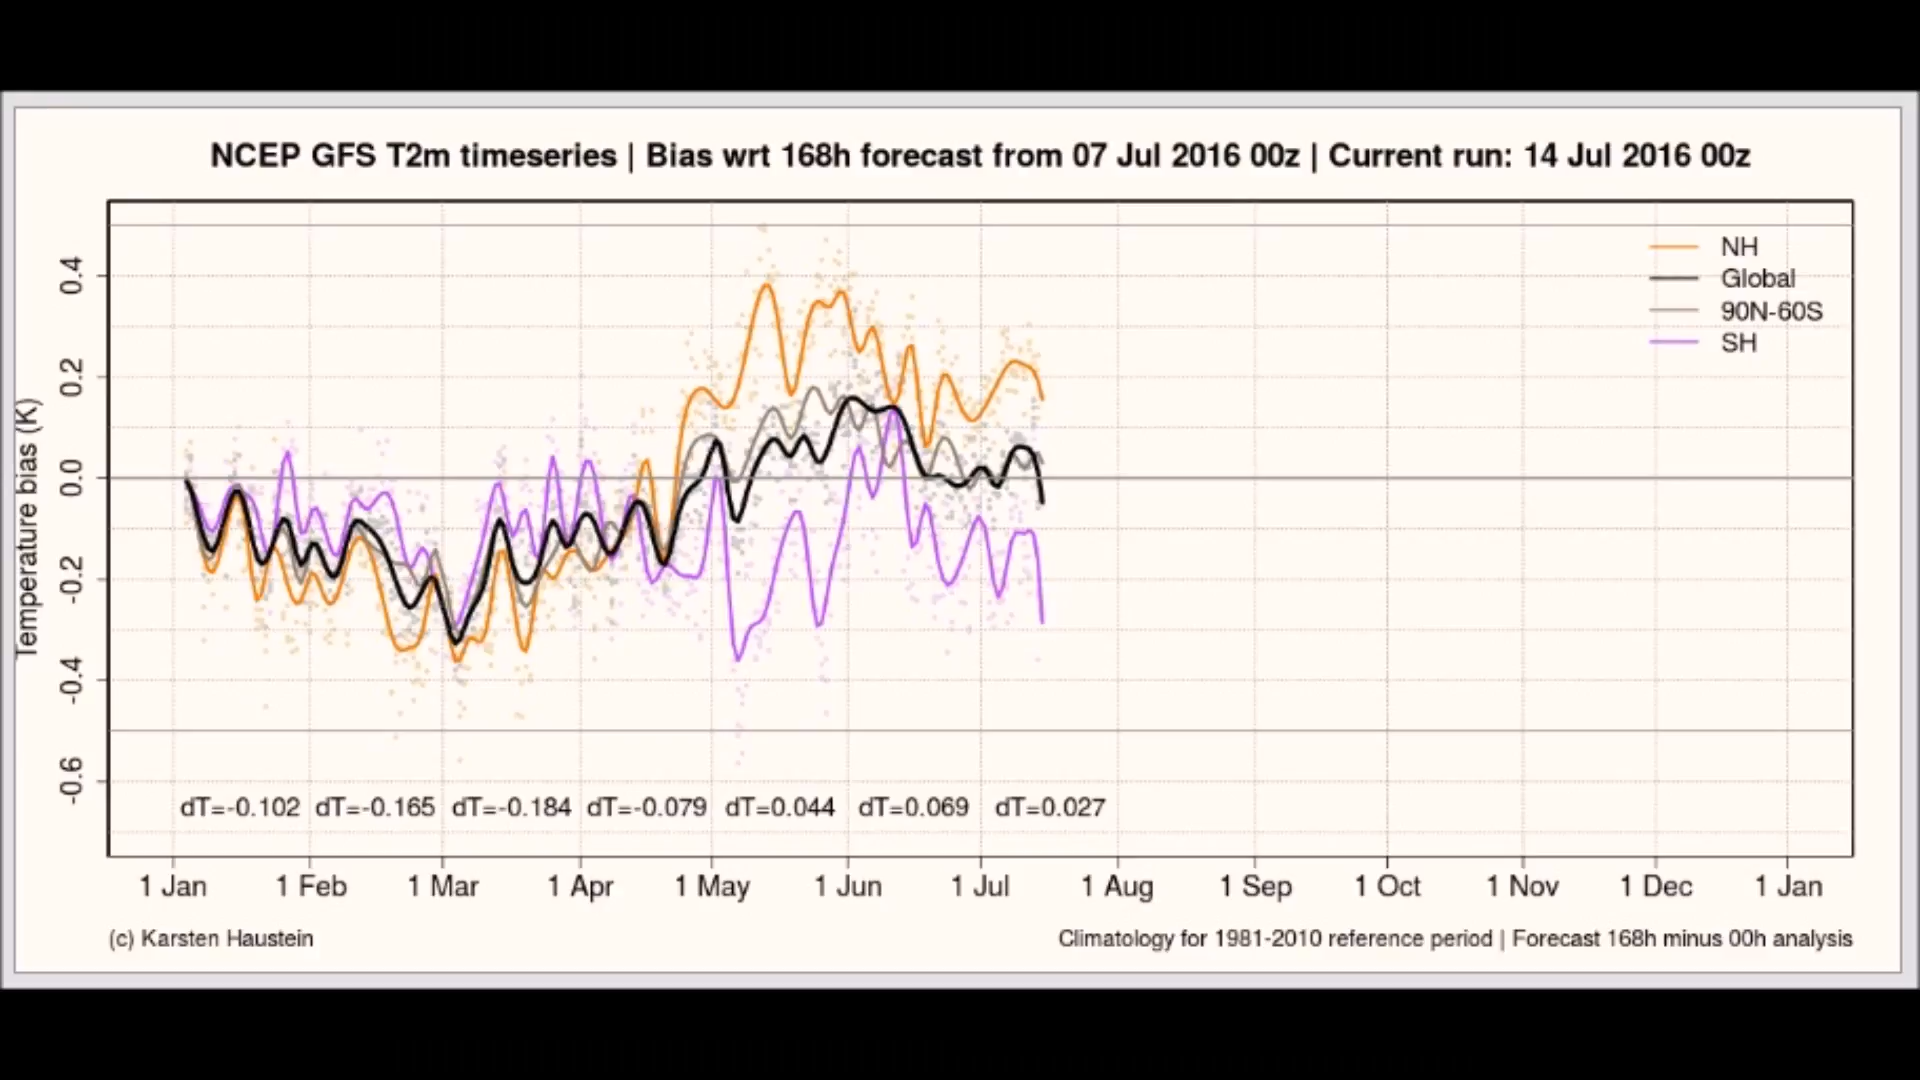 NCEP GFS T2m timeseries | Bias wrt 168h forecast from 07 Jul 2016 00z | Current run: 14 Jul 2016 00z
NH
Global
90N-60S
SH
Temperature bias (K)
0.4
0.2
0.0
-0.2
-0.4
-0.6
dT=-0.102 dT=-0.165 dT=-0.184 dT=-0.079 dT=0.044 dT=0.069 dT=0.027
1 Jan 1 Feb 1 Mar 1 Apr 1 May 1 Jun 1 Jul 1 Aug 1 Sep 1 Oct 1 Nov 1 Dec 1 Jan
(c) Karsten Haustein
Climatology for 1981-2010 reference period | Forecast 168h minus 00h analysis